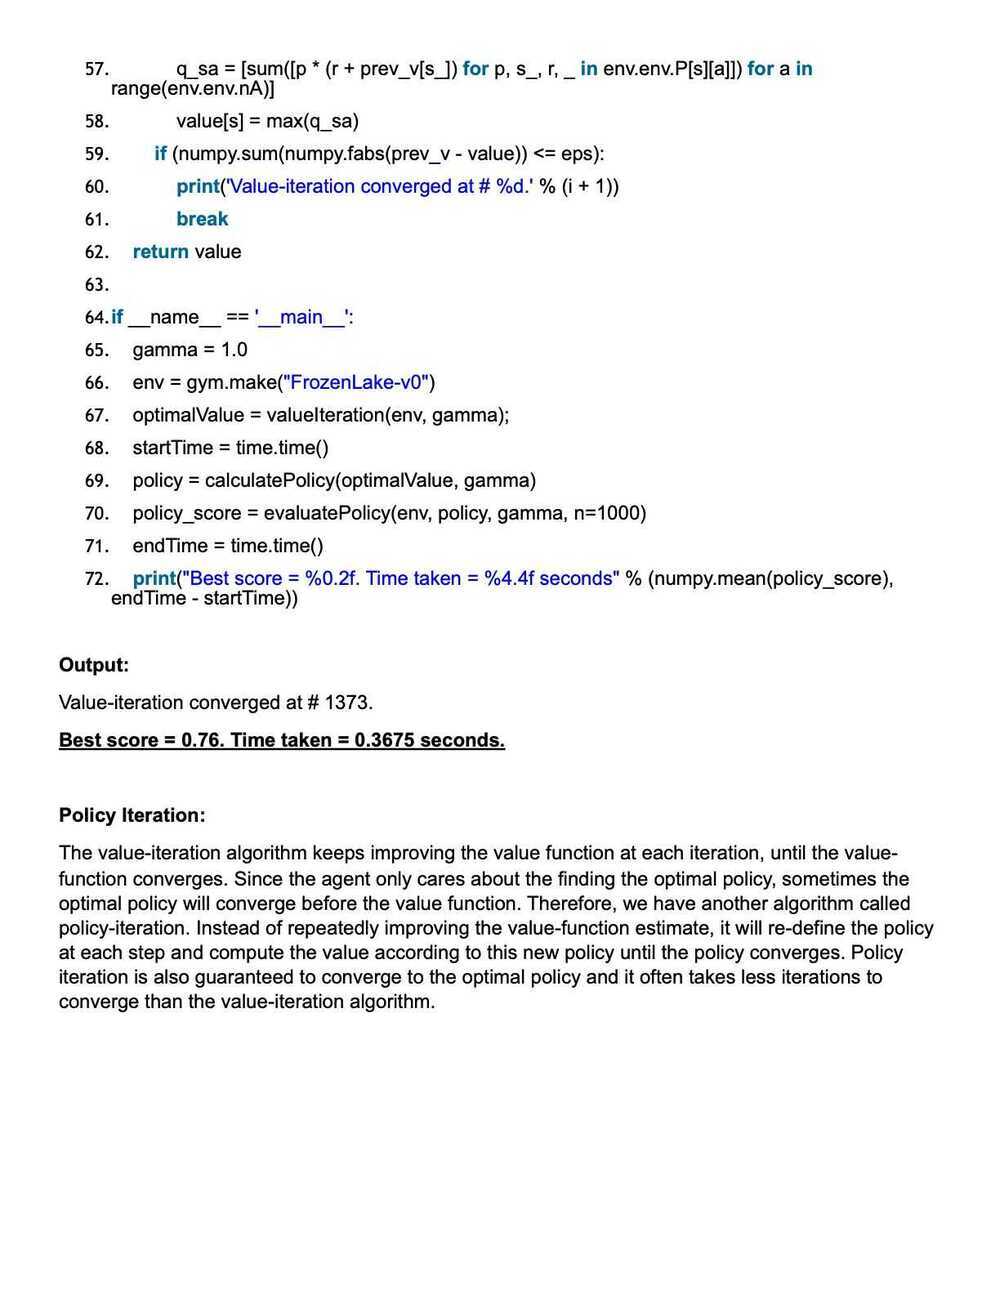 57. q_sa = [sum([p * (r + prev_v[s_]) for p, s_, r, _ in env.env.P[s][a]]) for a in
range(env.env.nA)]
58. value[s] = max(q_sa)
59. if (numpy.sum(numpy.fabs(prev_v - value)) <= eps):
60. print('Value-iteration converged at # %d.' % (i + 1))
61. break
62. return value
63.
64. if __name__ == '__main__':
65. gamma = 1.0
66. env = gym.make("FrozenLake-v0")
67. optimalValue = valueIteration(env, gamma);
68. startTime = time.time()
69. policy = calculatePolicy(optimalValue, gamma)
70. policy_score = evaluatePolicy(env, policy, gamma, n=1000)
71. endTime = time.time()
72. print("Best score = %0.2f. Time taken = %4.4f seconds" % (numpy.mean(policy_score),
endTime - startTime))
Output:
Value-iteration converged at # 1373.
Best score = 0.76. Time taken = 0.3675 seconds.
Policy Iteration:
The value-iteration algorithm keeps improving the value function at each iteration, until the value-
function converges. Since the agent only cares about the finding the optimal policy, sometimes the
optimal policy will converge before the value function. Therefore, we have another algorithm called
policy-iteration. Instead of repeatedly improving the value-function estimate, it will re-define the policy
at each step and compute the value according to this new policy until the policy converges. Policy
iteration is also guaranteed to converge to the optimal policy and it often takes less iterations to
converge than the value-iteration algorithm.